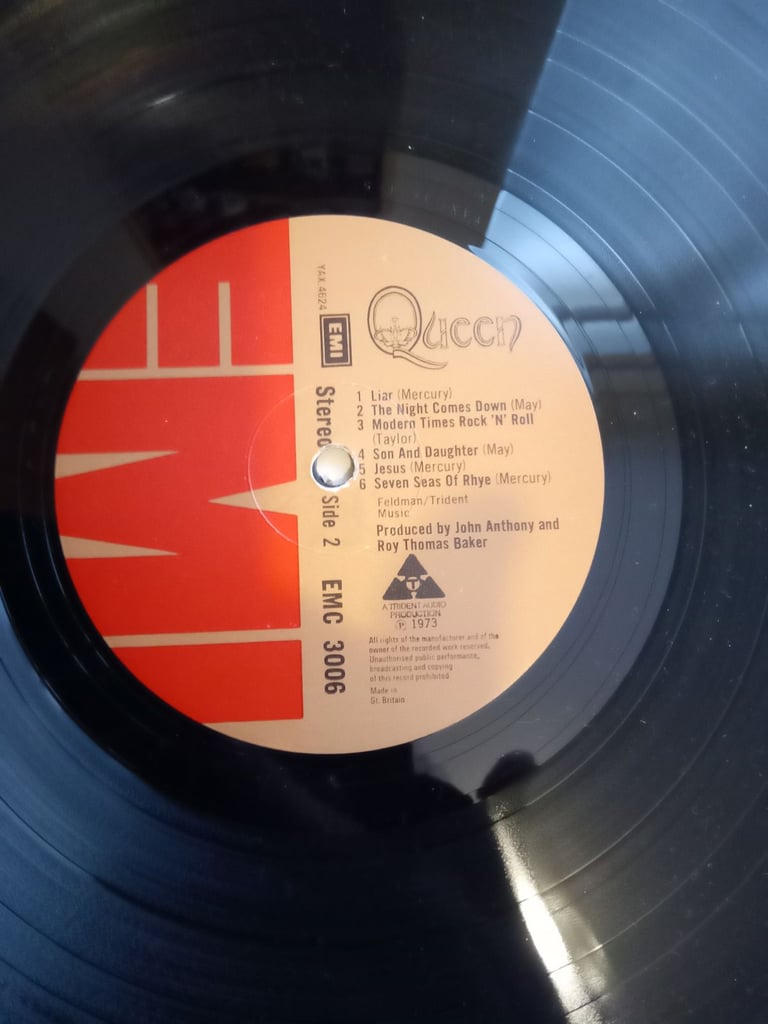 EMI
YAX.4624
EMI
Stereo
Side 2
EMC 3006
Queen
1 Liar (Mercury)
2 The Night Comes Down (May)
3 Modern Times Rock 'N' Roll
(Taylor)
4 Son And Daughter (May)
5 Jesus (Mercury)
6 Seven Seas Of Rhye (Mercury)
Feldman/Trident
Music
Produced by John Anthony and
Roy Thomas Baker
T
A TRIDENT AUDIO
PRODUCTION
℗ 1973
All rights of the manufacturer and of the
owner of the recorded work reserved.
Unauthorised public performance,
broadcasting and copying
of this record prohibited
Made in
Gt. Britain